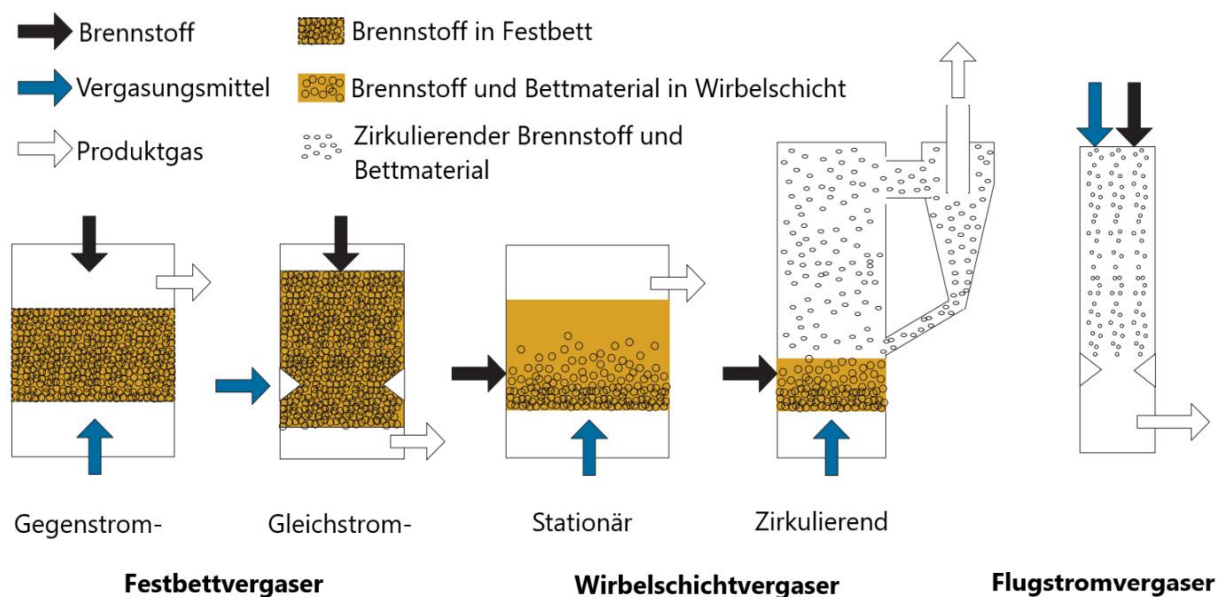 Brennstoff
Brennstoff in Festbett
Vergasungsmittel
Brennstoff und Bettmaterial in Wirbelschicht
Produktgas
Zirkulierender Brennstoff und
Bettmaterial
Gegenstrom-
Gleichstrom-
Stationär
Zirkulierend
Festbettvergaser
Wirbelschichtvergaser
Flugstromvergaser